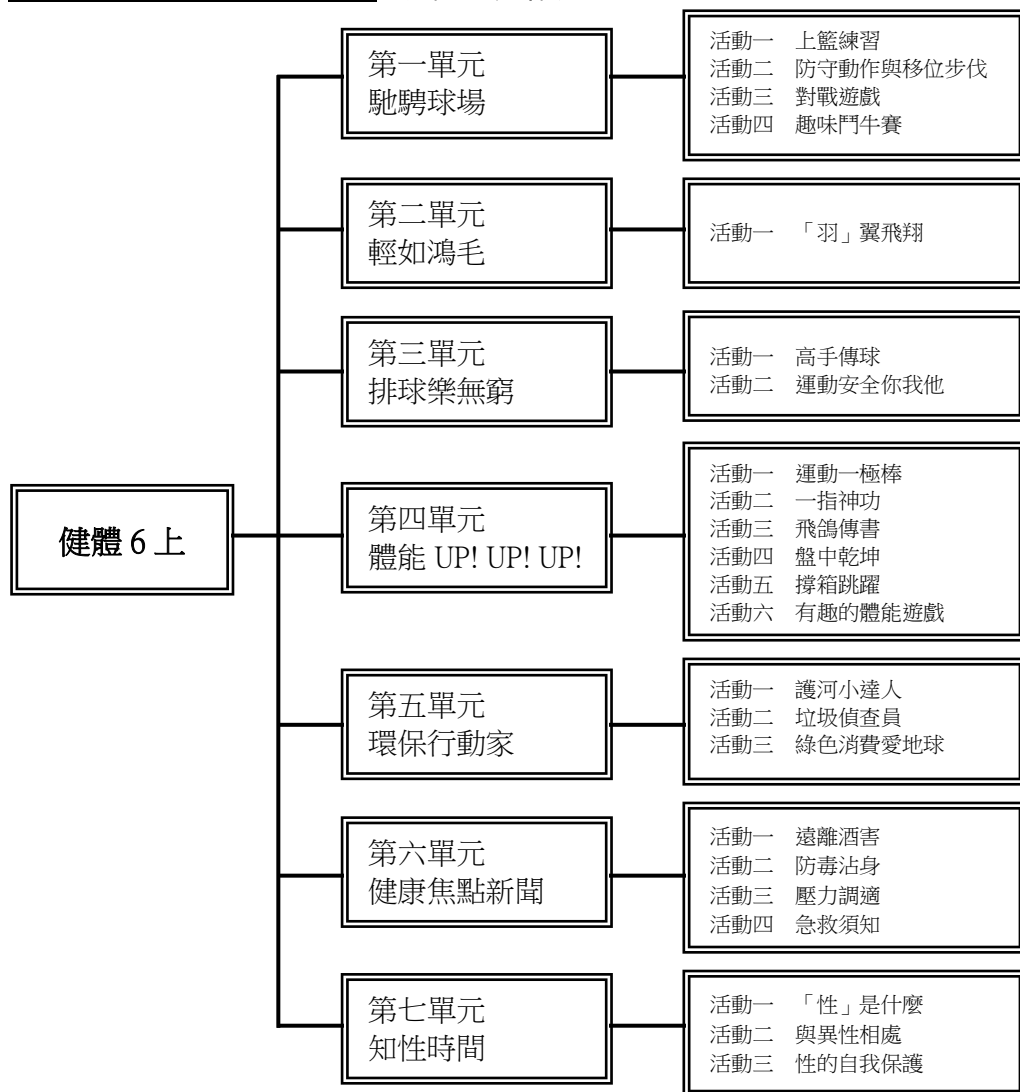 第一單元
馳騁球場
活動一　上籃練習
活動二　防守動作與移位步伐
活動三　對戰遊戲
活動四　趣味鬥牛賽
第二單元
輕如鴻毛
活動一　「羽」翼飛翔
第三單元
排球樂無窮
活動一　高手傳球
活動二　運動安全你我他
健體 6 上
第四單元
體能 UP! UP! UP!
活動一　運動一極棒
活動二　一指神功
活動三　飛鴿傳書
活動四　盤中乾坤
活動五　撐箱跳躍
活動六　有趣的體能遊戲
第五單元
環保行動家
活動一　護河小達人
活動二　垃圾偵查員
活動三　綠色消費愛地球
第六單元
健康焦點新聞
活動一　遠離酒害
活動二　防毒沾身
活動三　壓力調適
活動四　急救須知
第七單元
知性時間
活動一　「性」是什麼
活動二　與異性相處
活動三　性的自我保護